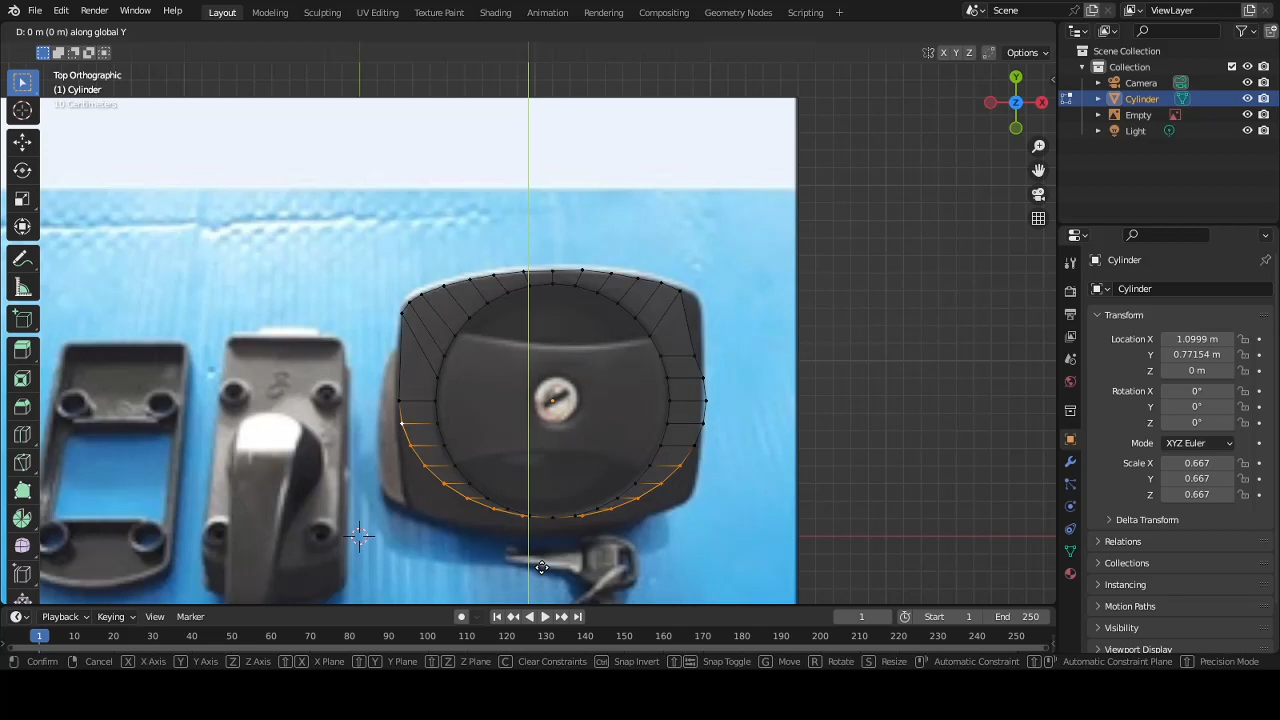 File Edit Render Window Help Layout Modeling Sculpting UV Editing Texture Paint Shading Animation Rendering Compositing Geometry Nodes Scripting + Scene ViewLayer
D: 0 m (0 m) along global Y
X Y Z Options
Top Orthographic
(1) Cylinder
10 Centimeters
Y
Z
X
Scene Collection
Collection
Camera
Cylinder
Empty
Light
Cylinder
Cylinder
Transform
Location X 1.0999 m
Y 0.77154 m
Z 0 m
Rotation X 0°
Y 0°
Z 0°
Mode XYZ Euler
Scale X 0.667
Y 0.667
Z 0.667
Delta Transform
Relations
Collections
Instancing
Motion Paths
Visibility
Viewport Display
Playback Keying View Marker 1 Start 1 End 250
1 10 20 30 40 50 60 70 80 90 100 110 120 130 140 150 160 170 180 190 200 210 220 230 240 250
Confirm Cancel X X Axis Y Y Axis Z Z Axis X X Plane Y Y Plane Z Z Plane C Clear Constraints Ctrl Snap Invert Snap Toggle G Move R Rotate S Resize Automatic Constraint Automatic Constraint Plane Precision Mode